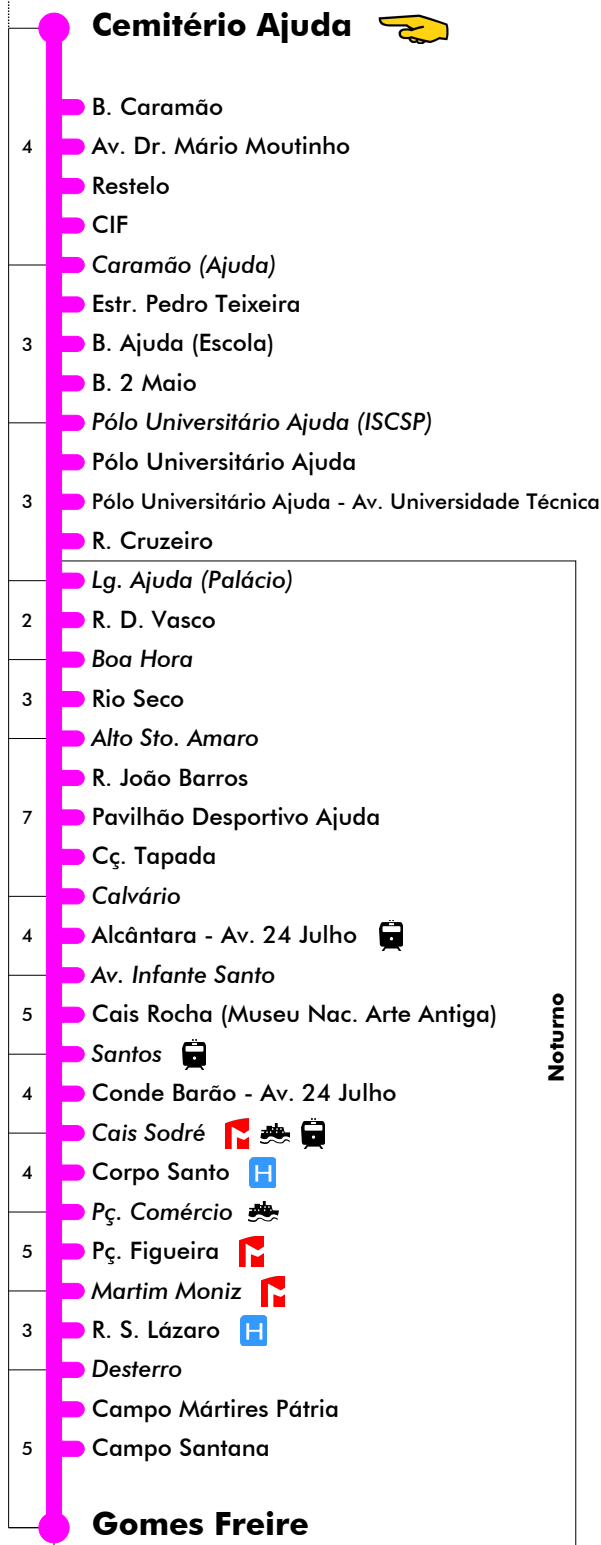 Cemitério Ajuda
B. Caramão
4
Av. Dr. Mário Moutinho
Restelo
CIF
Caramão (Ajuda)
Estr. Pedro Teixeira
3
B. Ajuda (Escola)
B. 2 Maio
Pólo Universitário Ajuda (ISCSP)
Pólo Universitário Ajuda
3
Pólo Universitário Ajuda - Av. Universidade Técnica
R. Cruzeiro
Lg. Ajuda (Palácio)
2
R. D. Vasco
Boa Hora
3
Rio Seco
Alto Sto. Amaro
R. João Barros
7
Pavilhão Desportivo Ajuda
Cç. Tapada
Calvário
4
Alcântara - Av. 24 Julho
Av. Infante Santo
5
Cais Rocha (Museu Nac. Arte Antiga)
Noturno
Santos
4
Conde Barão - Av. 24 Julho
Cais Sodré
4
Corpo Santo H
Pç. Comércio
5
Pç. Figueira
Martim Moniz
3
R. S. Lázaro H
Desterro
Campo Mártires Pátria
5
Campo Santana
Gomes Freire